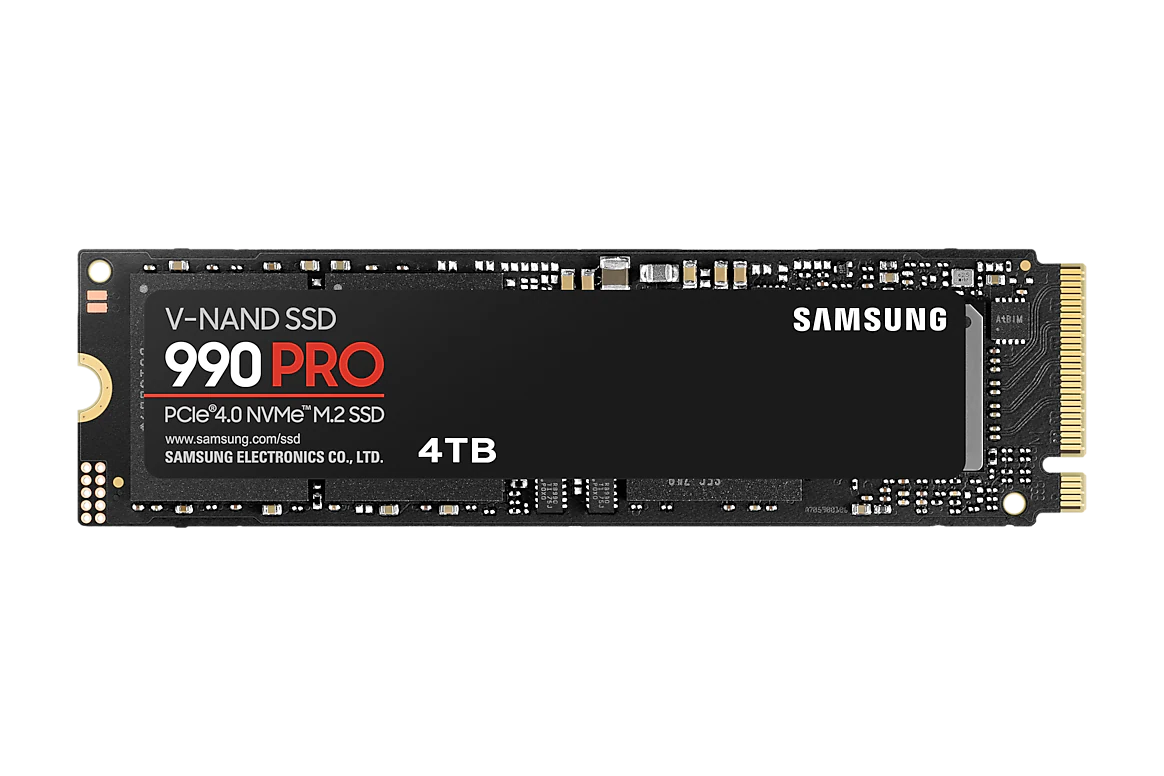 V-NAND SSD
SAMSUNG
990 PRO
PCIe®4.0 NVMe™ M.2 SSD
www.samsung.com/ssd
SAMSUNG ELECTRONICS CO., LTD.
4TB